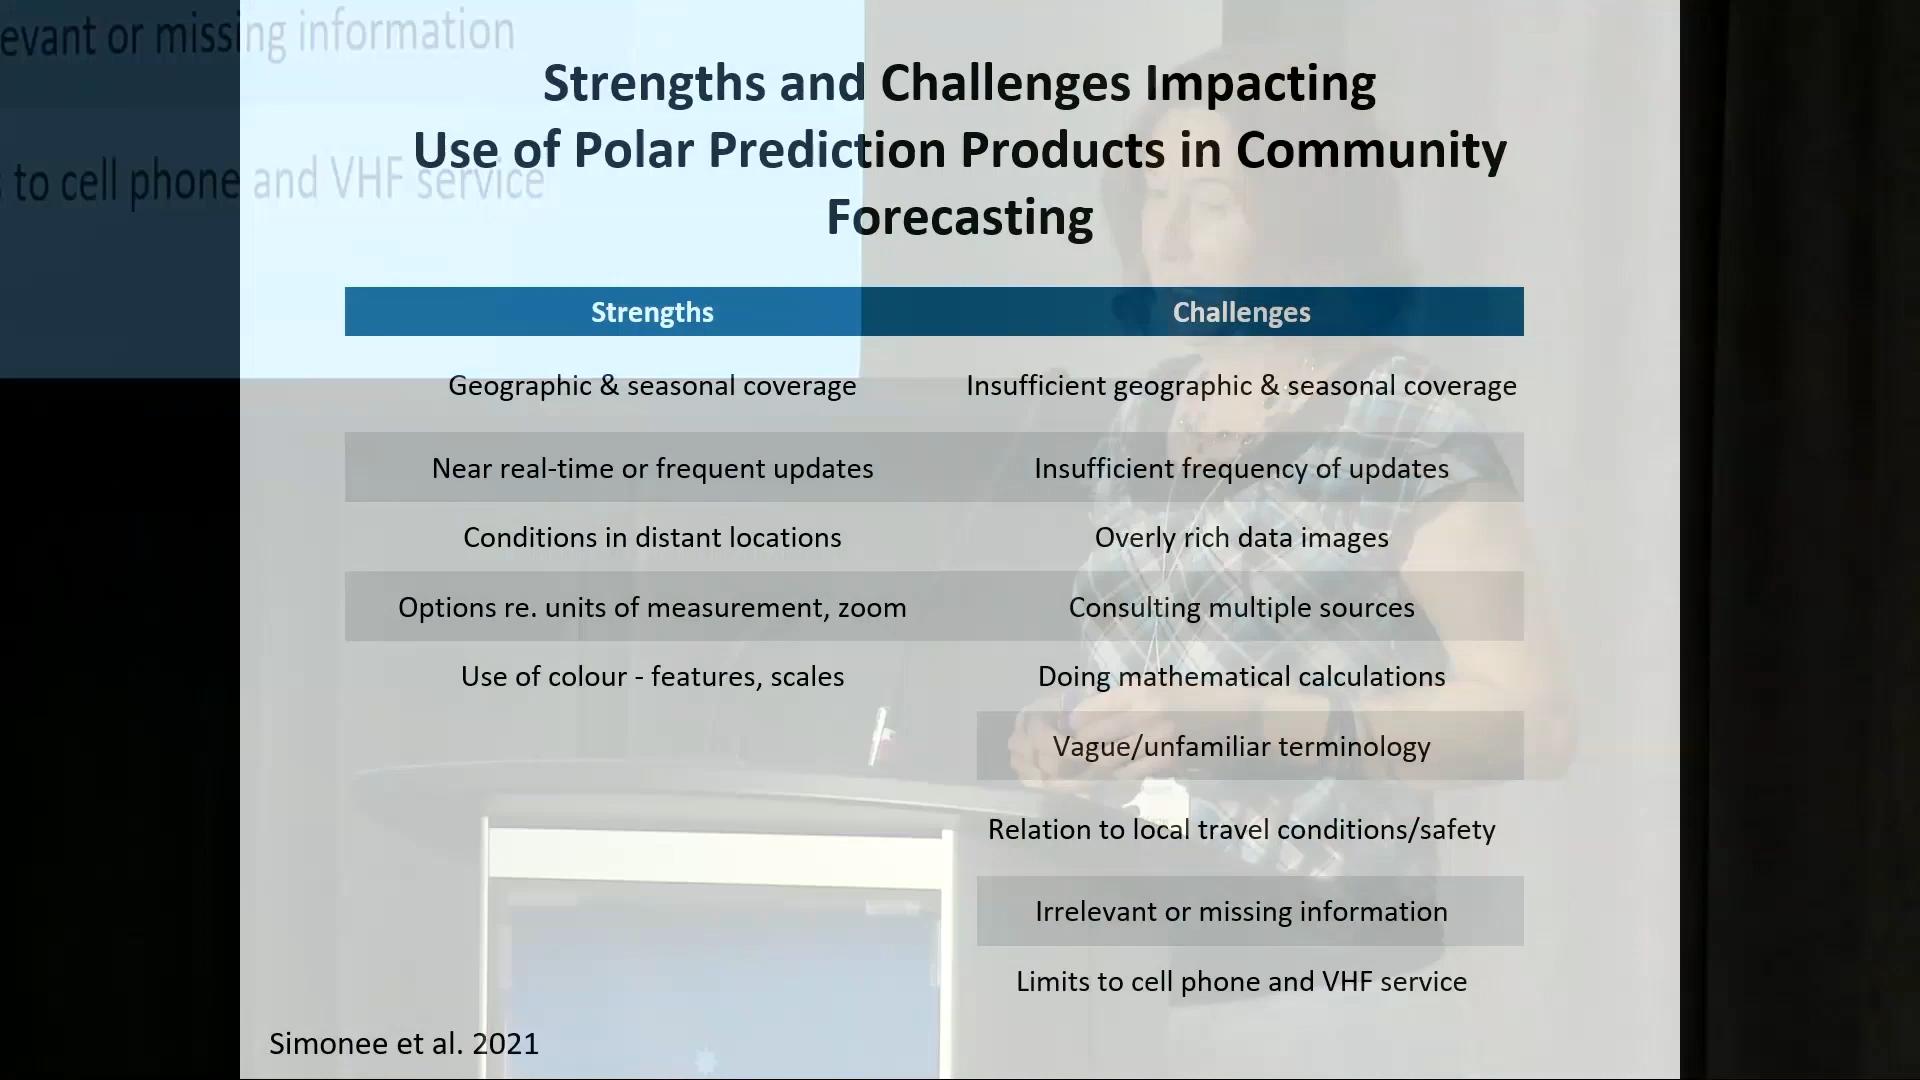 evant or missing information
to cell phone and VHF service
Strengths and Challenges Impacting
Use of Polar Prediction Products in Community
Forecasting
Strengths
Challenges
Geographic & seasonal coverage
Insufficient geographic & seasonal coverage
Near real-time or frequent updates
Insufficient frequency of updates
Conditions in distant locations
Overly rich data images
Options re. units of measurement, zoom
Consulting multiple sources
Use of colour - features, scales
Doing mathematical calculations
Vague/unfamiliar terminology
Relation to local travel conditions/safety
Irrelevant or missing information
Limits to cell phone and VHF service
Simonee et al. 2021